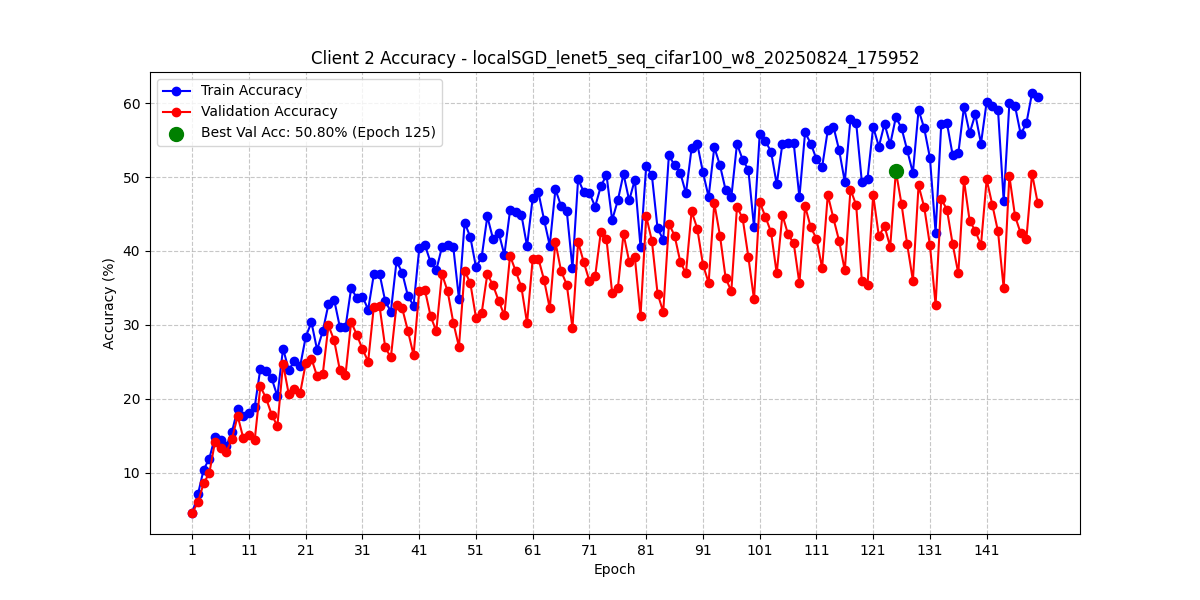 Client 2 Accuracy - localSGD_lenet5_seq_cifar100_w8_20250824_175952
Train Accuracy
Validation Accuracy
Best Val Acc: 50.80% (Epoch 125)
60
50
40
30
20
10
Accuracy (%)
1 11 21 31 41 51 61 71 81 91 101 111 121 131 141
Epoch